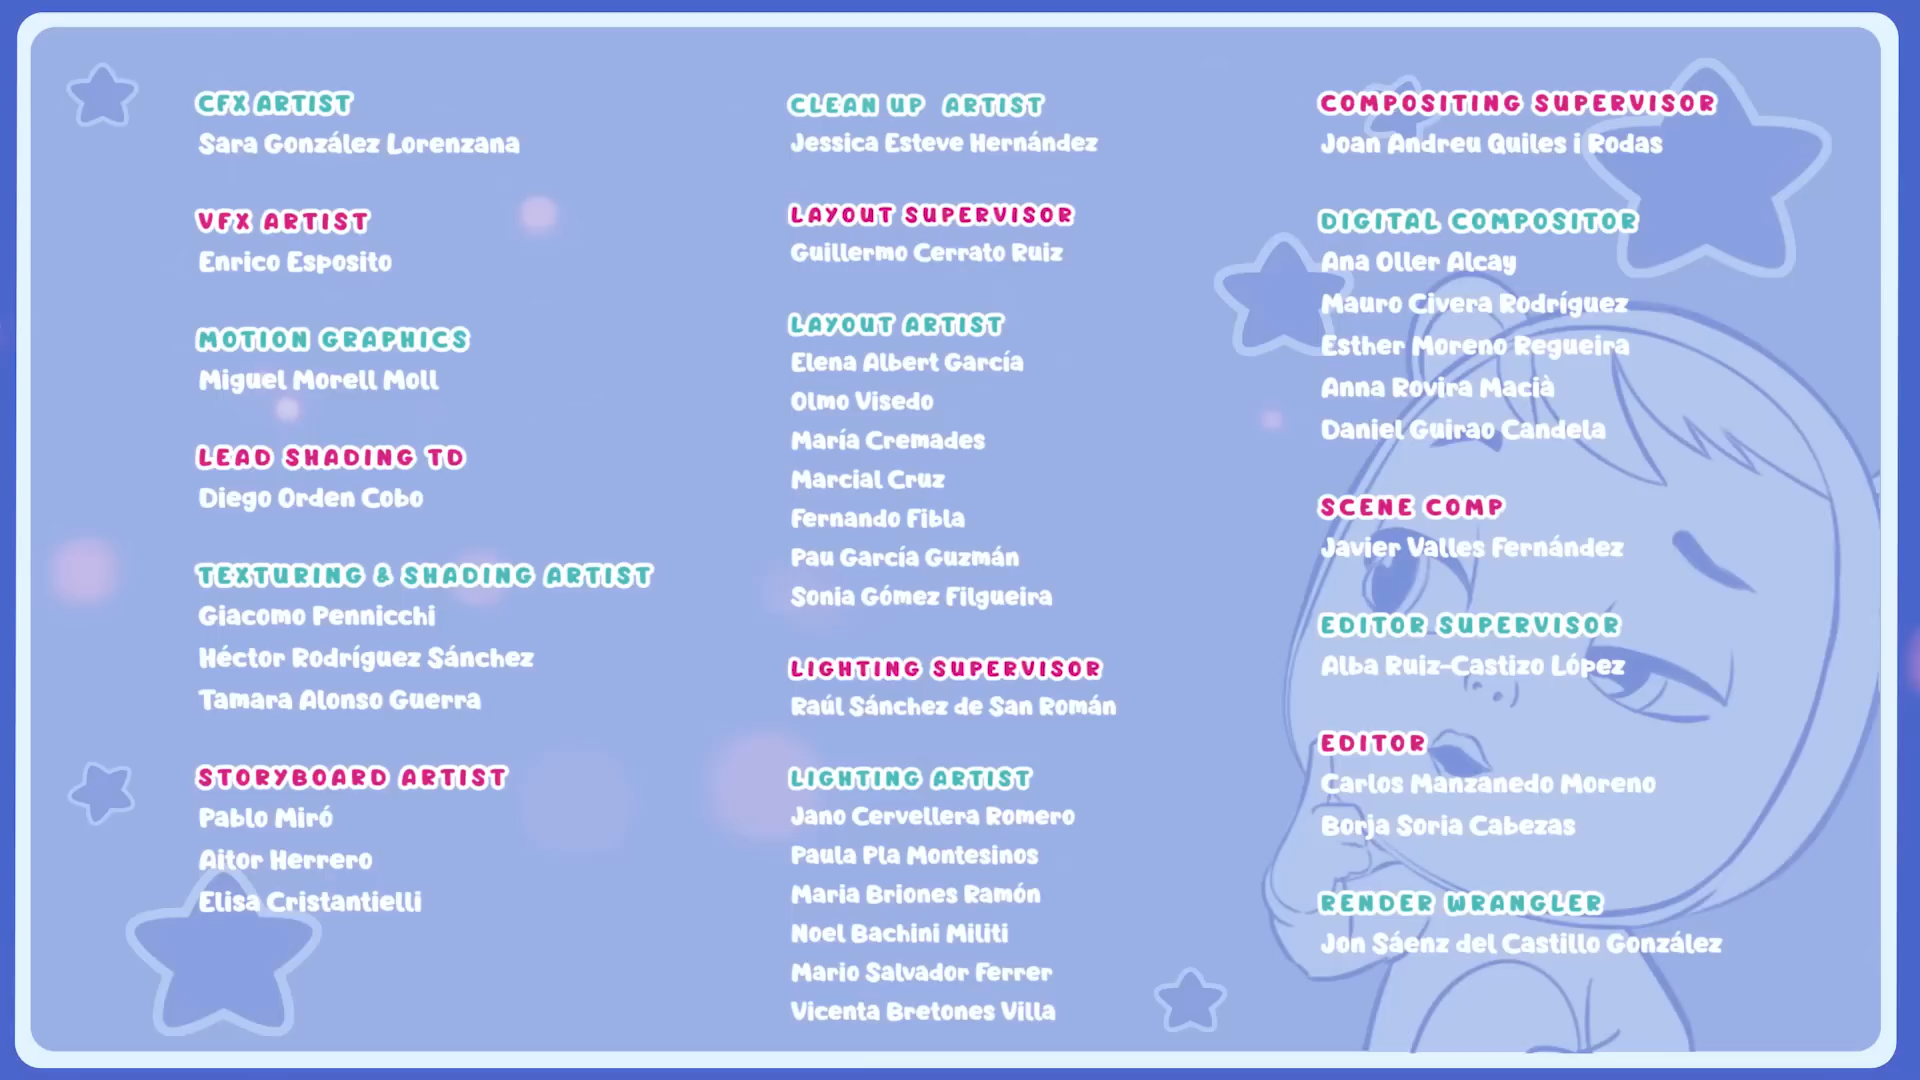 CFX ARTIST
Sara González Lorenzana
VFX ARTIST
Enrico Esposito
MOTION GRAPHICS
Miguel Morell Moll
LEAD SHADING TD
Diego Orden Cobo
TEXTURING & SHADING ARTIST
Giacomo Pennicchi
Héctor Rodríguez Sánchez
Tamara Alonso Guerra
STORYBOARD ARTIST
Pablo Miró
Aitor Herrero
Elisa Cristantielli
CLEAN UP ARTIST
Jessica Esteve Hernández
LAYOUT SUPERVISOR
Guillermo Cerrato Ruiz
LAYOUT ARTIST
Elena Albert García
Olmo Visedo
María Cremades
Marcial Cruz
Fernando Fibla
Pau García Guzmán
Sonia Gómez Filgueira
LIGHTING SUPERVISOR
Raúl Sánchez de San Román
LIGHTING ARTIST
Jano Cervellera Romero
Paula Pla Montesinos
Maria Briones Ramón
Noel Bachini Militi
Mario Salvador Ferrer
Vicenta Bretones Villa
COMPOSITING SUPERVISOR
Joan Andreu Quiles i Rodas
DIGITAL COMPOSITOR
Ana Oller Alcay
Mauro Civera Rodríguez
Esther Moreno Regueira
Anna Rovira Macià
Daniel Guirao Candela
SCENE COMP
Javier Valles Fernández
EDITOR SUPERVISOR
Alba Ruiz-Castizo López
EDITOR
Carlos Manzanedo Moreno
Borja Soria Cabezas
RENDER WRANGLER
Jon Sáenz del Castillo González